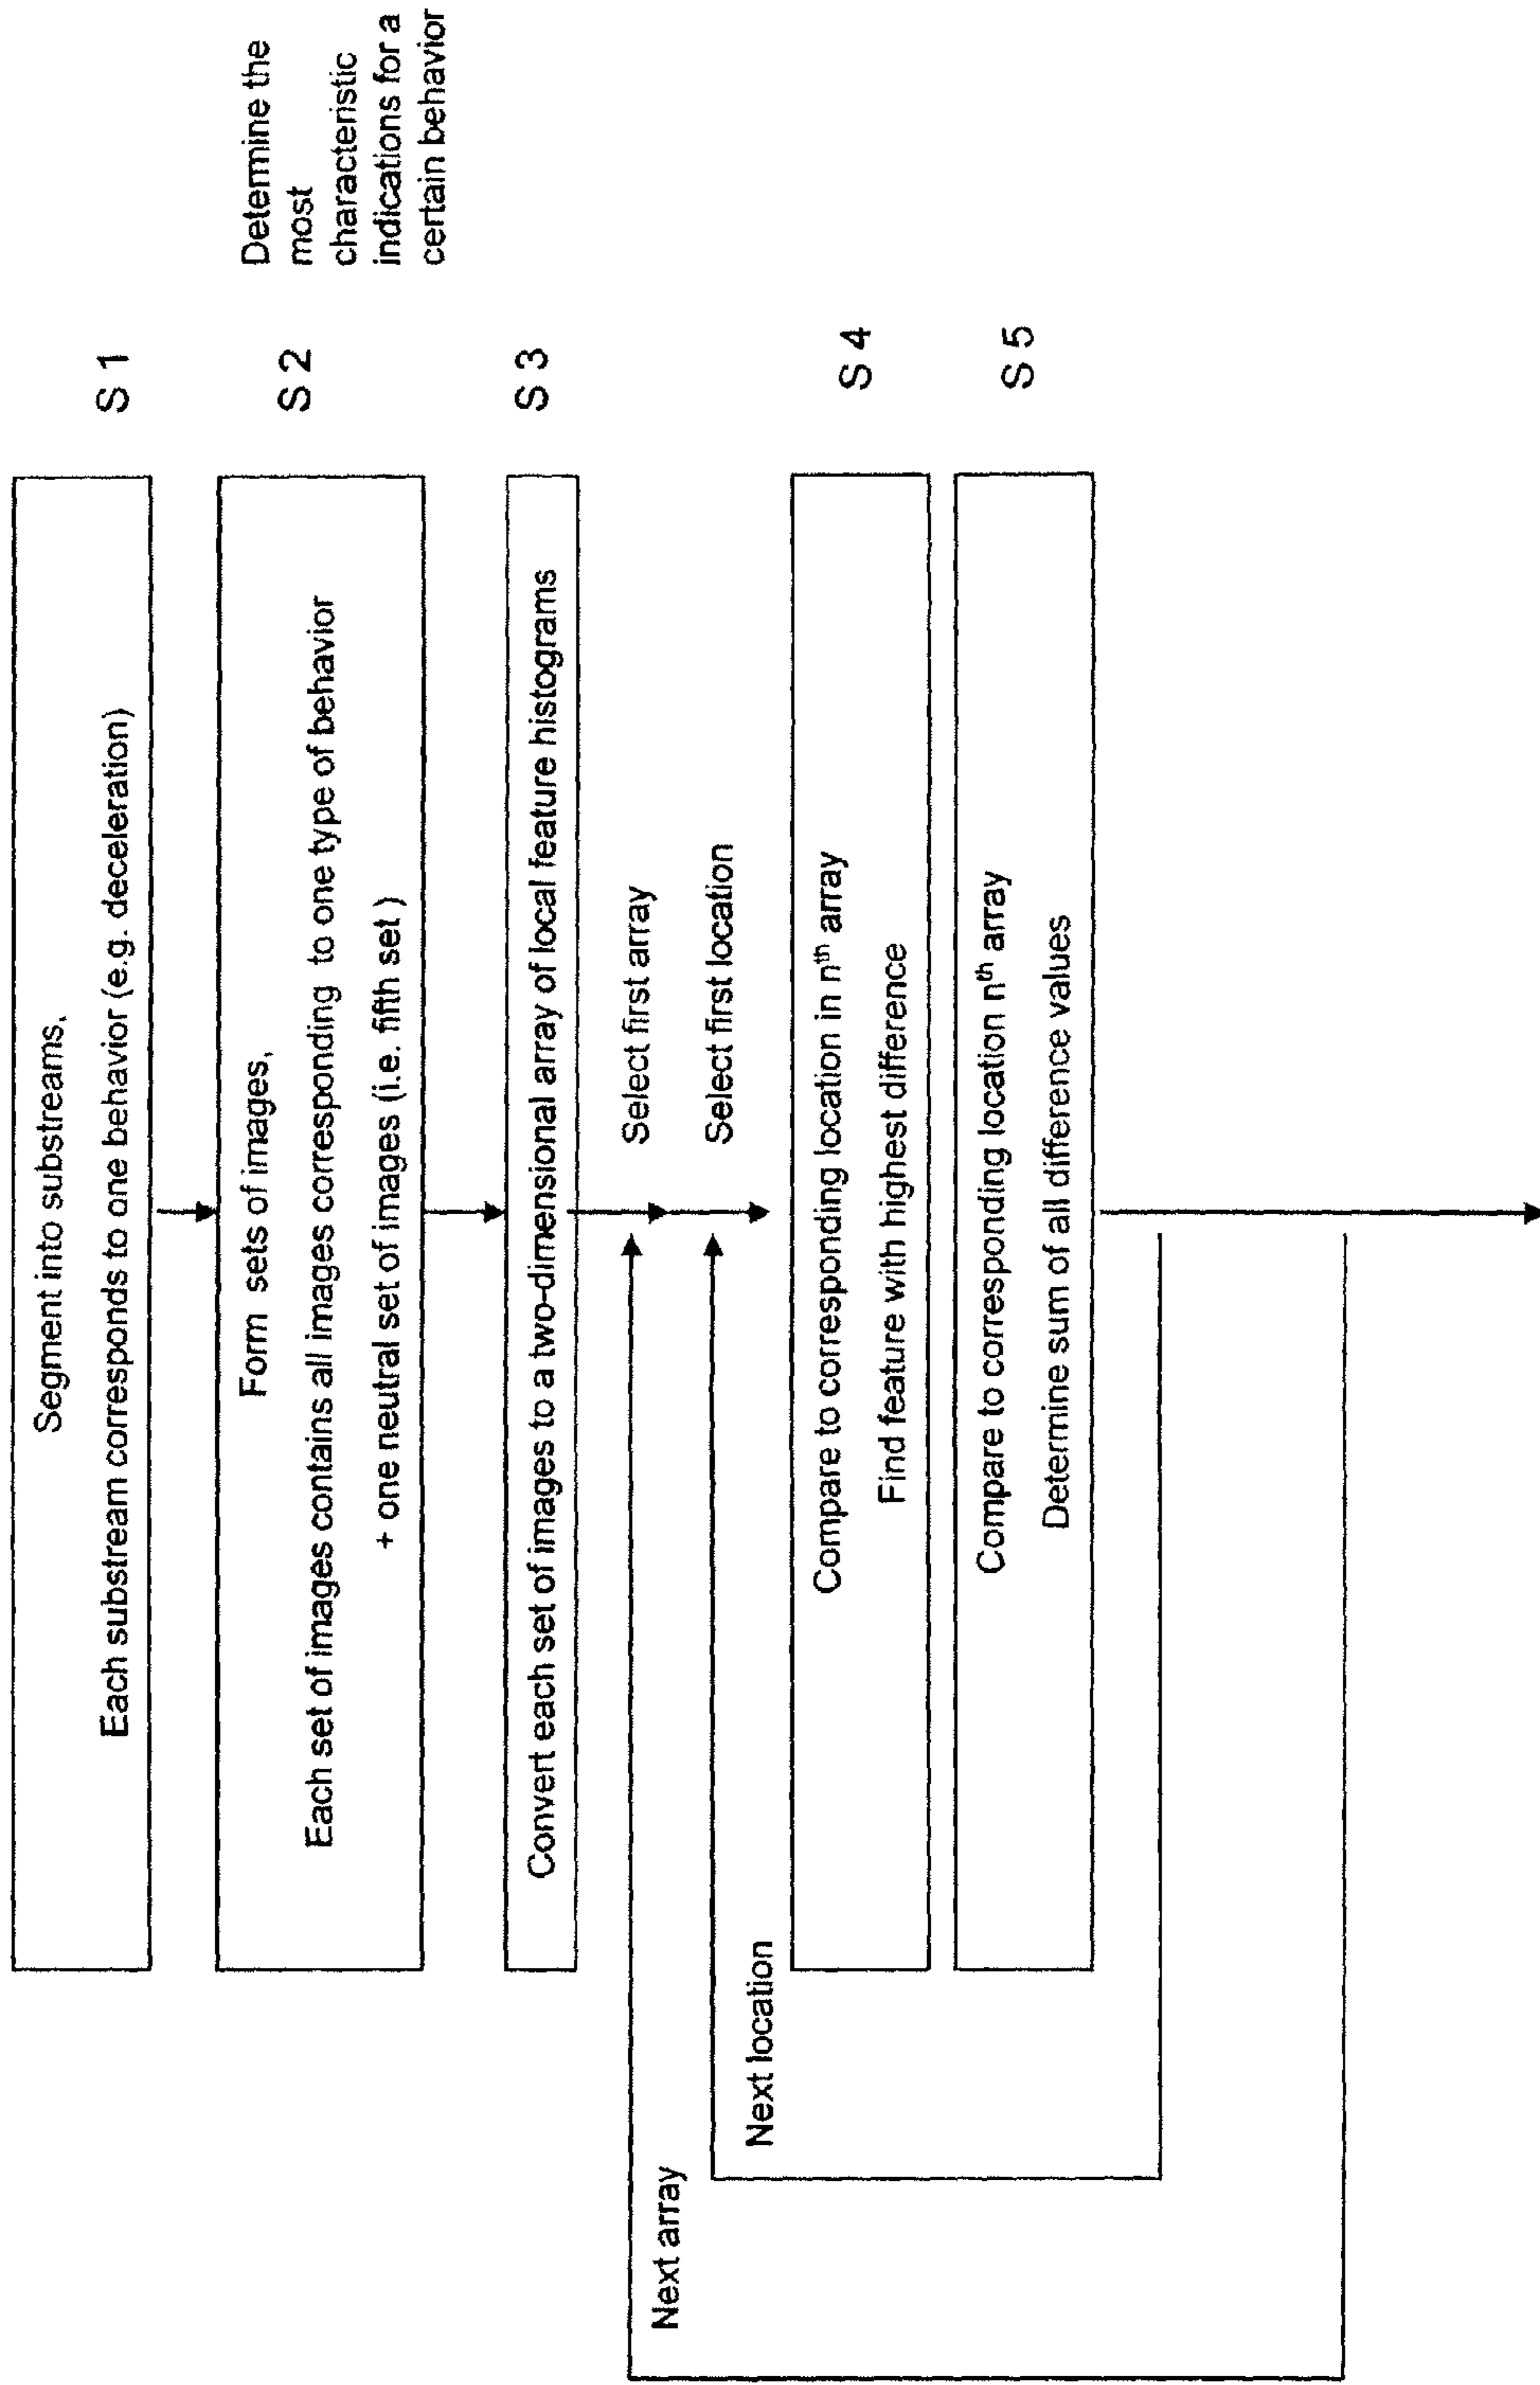 Segment into substreams,
Each substream corresponds to one behavior (e.g. deceleration)
S 1
Form sets of images,
Each set of images contains all images corresponding to one type of behavior
+ one neutral set of images (i.e. fifth set )
S 2
Determine the
most
characteristic
indications for a
certain behavior
Convert each set of images to a two-dimensional array of local feature histograms
S 3
Select first array
Next array
Select first location
Next location
Compare to corresponding location in nth array
Find feature with highest difference
S 4
Compare to corresponding location nth array
Determine sum of all difference values
S 5